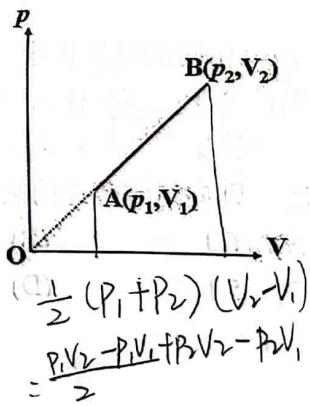 p
B(p₂,V₂)
A(p₁,V₁)
O
V
½ (P₁+P₂) (V₂-V₁)
= (P₁V₂-P₁V₁+P₂V₂-P₂V₁)/2